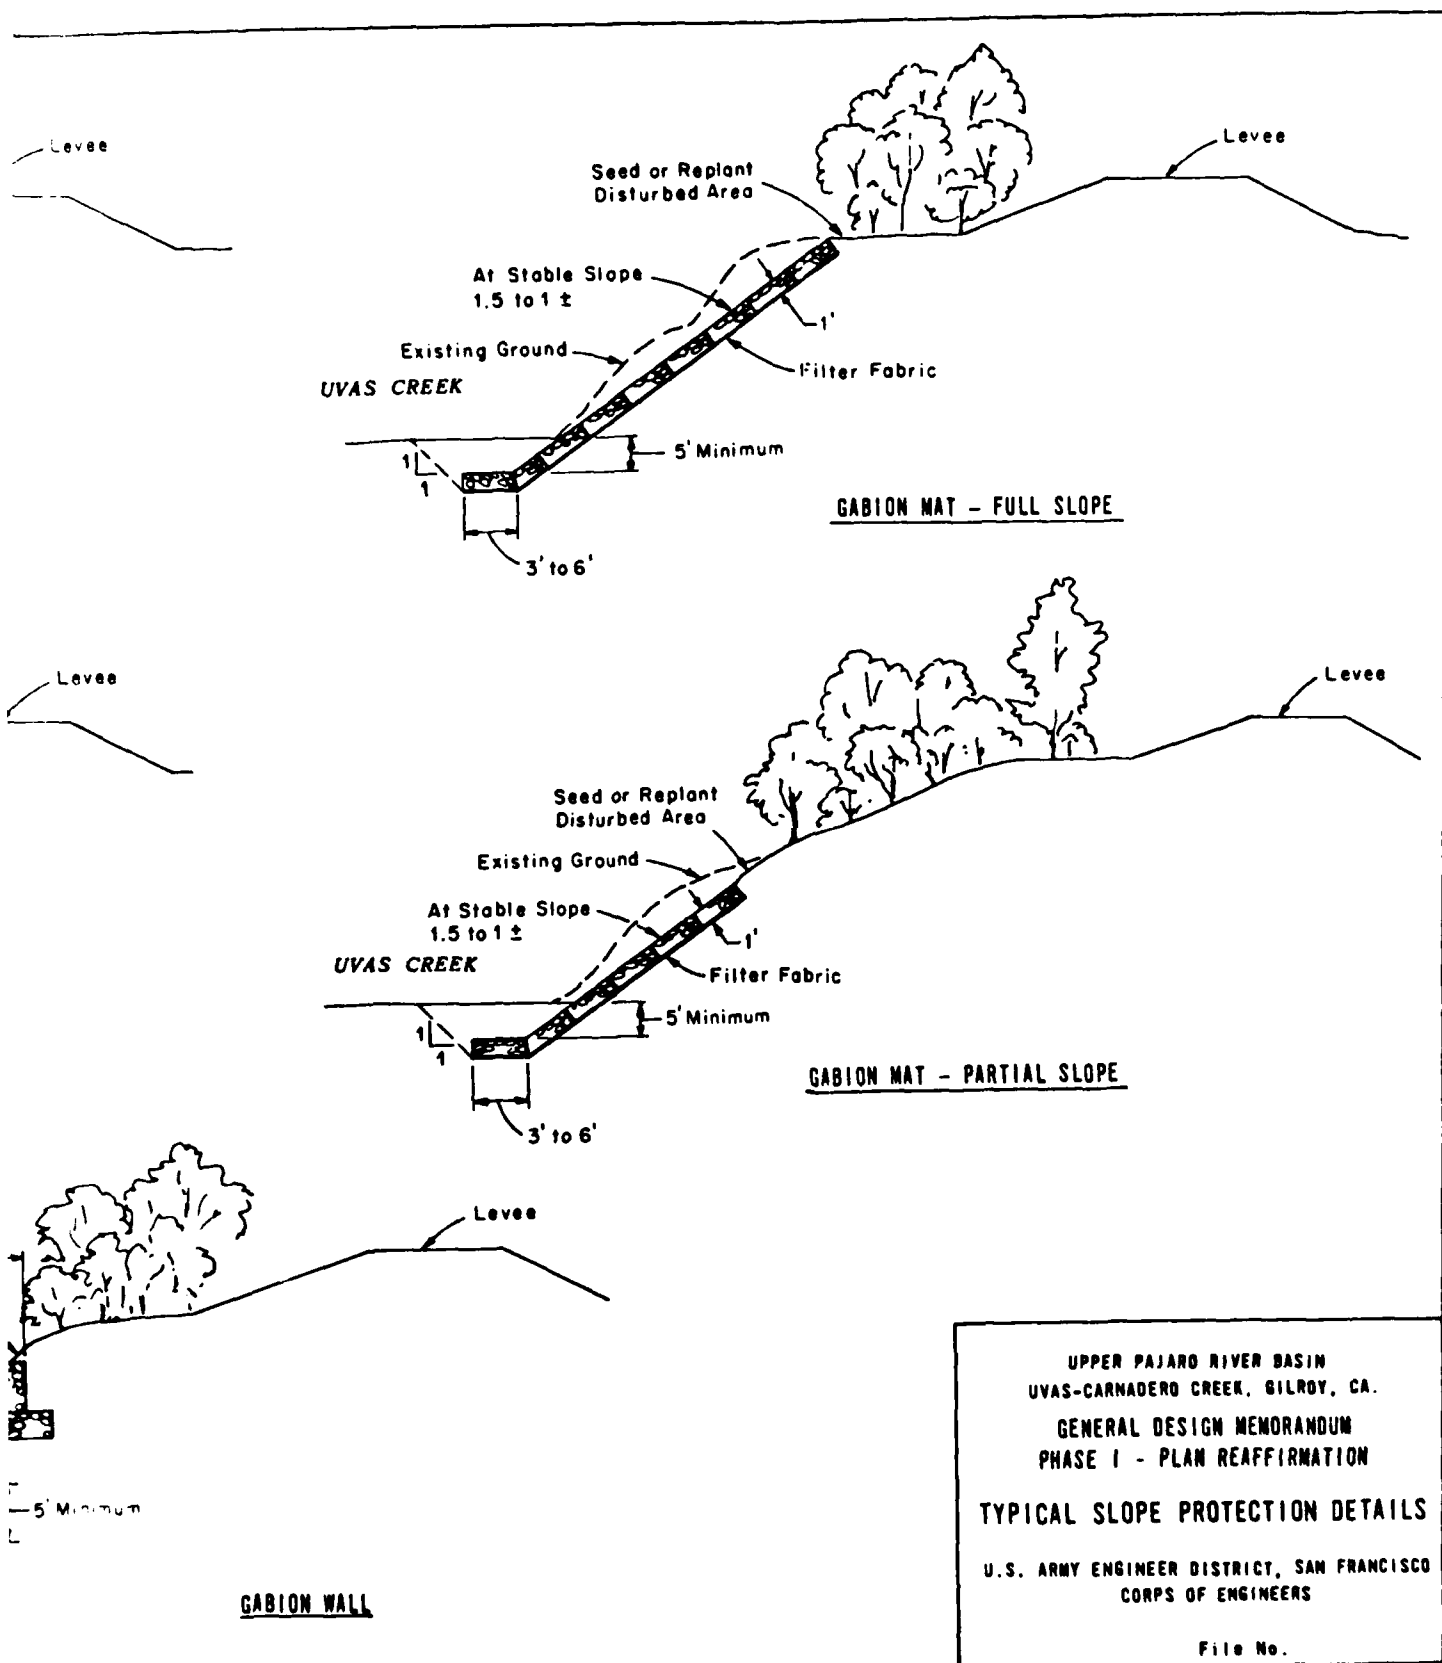 Levee
Seed or Replant
Disturbed Area
Levee
At Stable Slope
1.5 to 1 ±
1'
Existing Ground
Filter Fabric
UVAS CREEK
5' Minimum
1
1
GABION MAT - FULL SLOPE
3' to 6'
Levee
Levee
Seed or Replant
Disturbed Area
Existing Ground
At Stable Slope
1.5 to 1 ±
1'
UVAS CREEK
Filter Fabric
5' Minimum
1
1
GABION MAT - PARTIAL SLOPE
3' to 6'
Levee
5' Minimum
GABION WALL
UPPER PAJARO RIVER BASIN
UVAS-CARNADERO CREEK, GILROY, CA.
GENERAL DESIGN MEMORANDUM
PHASE I - PLAN REAFFIRMATION
TYPICAL SLOPE PROTECTION DETAILS
U.S. ARMY ENGINEER DISTRICT, SAN FRANCISCO
CORPS OF ENGINEERS
File No.